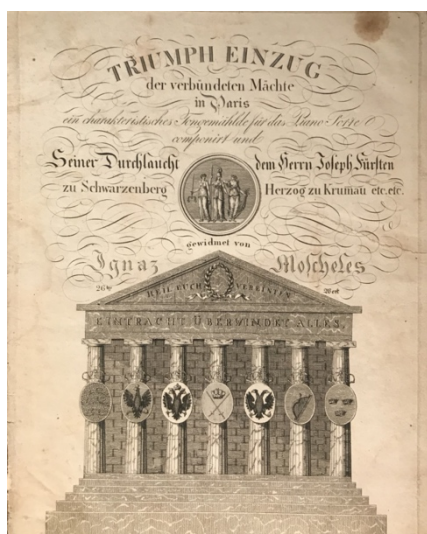 TRIUMPH EINZUG
der verbündeten Mächte
in Paris
ein charakteristisches Tongemählde für das Piano Forte
componirt und
Seiner Durchlaucht dem Herrn Joseph Fürsten
zu Schwarzenberg Herzog zu Krumau etc. etc.
gewidmet von
Ignaz Moscheles
26tes Werk
HEIL EUCH VEREINTEN
EINTRACHT ÜBERWINDET ALLES.